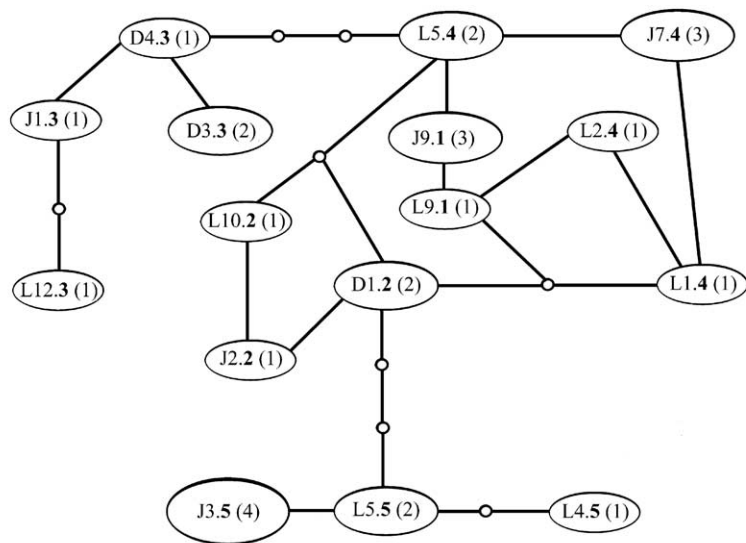 D4.3 (1)
L5.4 (2)
J7.4 (3)
J1.3 (1)
D3.3 (2)
J9.1 (3)
L2.4 (1)
L10.2 (1)
L9.1 (1)
L12.3 (1)
D1.2 (2)
L1.4 (1)
J2.2 (1)
J3.5 (4)
L5.5 (2)
L4.5 (1)